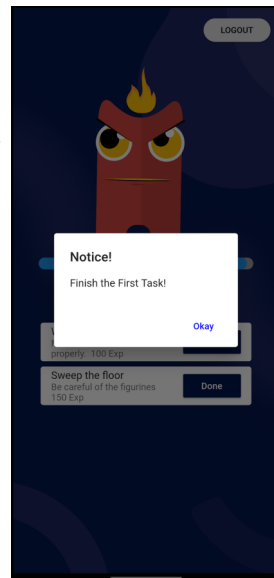 LOGOUT
Notice!
Finish the First Task!
Okay
properly. 100 Exp
Sweep the floor
Be careful of the figurines
150 Exp
Done